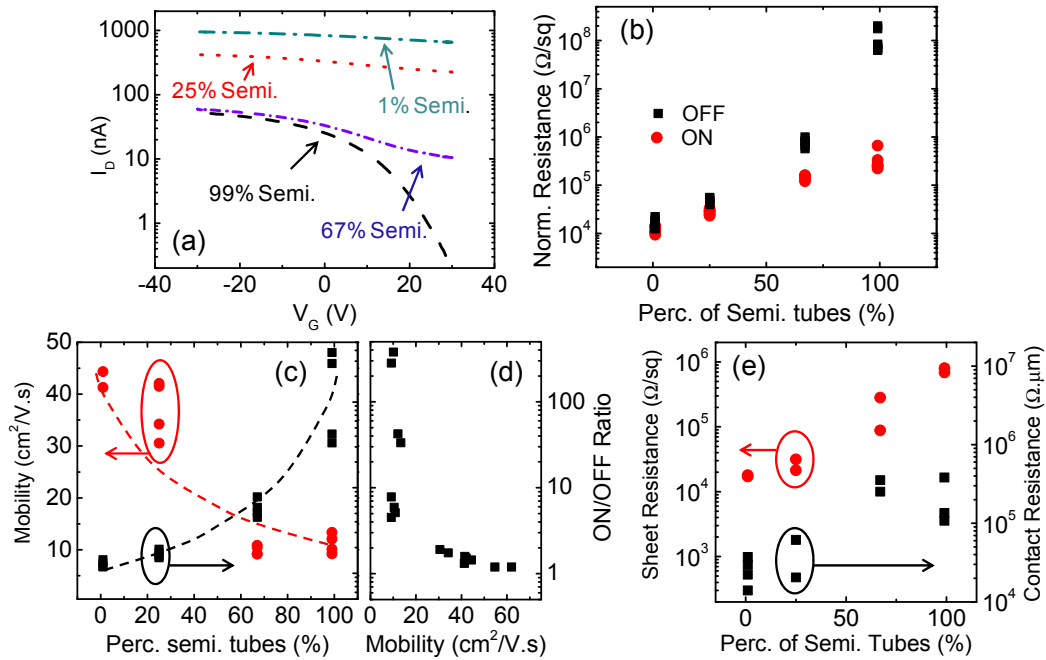 1000
100
10
1
I_D (nA)
25% Semi.
1% Semi.
99% Semi.
67% Semi.
(a)
-40 -20 0 20 40
V_G (V)
(b)
10^8
10^7
10^6
10^5
10^4
Norm. Resistance (Ω/sq)
OFF
ON
0 50 100
Perc. of Semi. tubes (%)
50
40
30
20
10
Mobility (cm²/V.s)
(c)
0 20 40 60 80 100
Perc. semi. tubes (%)
(d)
100
10
1
ON/OFF Ratio
0 20 40 60
Mobility (cm²/V.s)
(e)
10^6
10^5
10^4
10^3
Sheet Resistance (Ω/sq)
10^7
10^6
10^5
10^4
Contact Resistance (Ω.μm)
0 50 100
Perc. of Semi. Tubes (%)